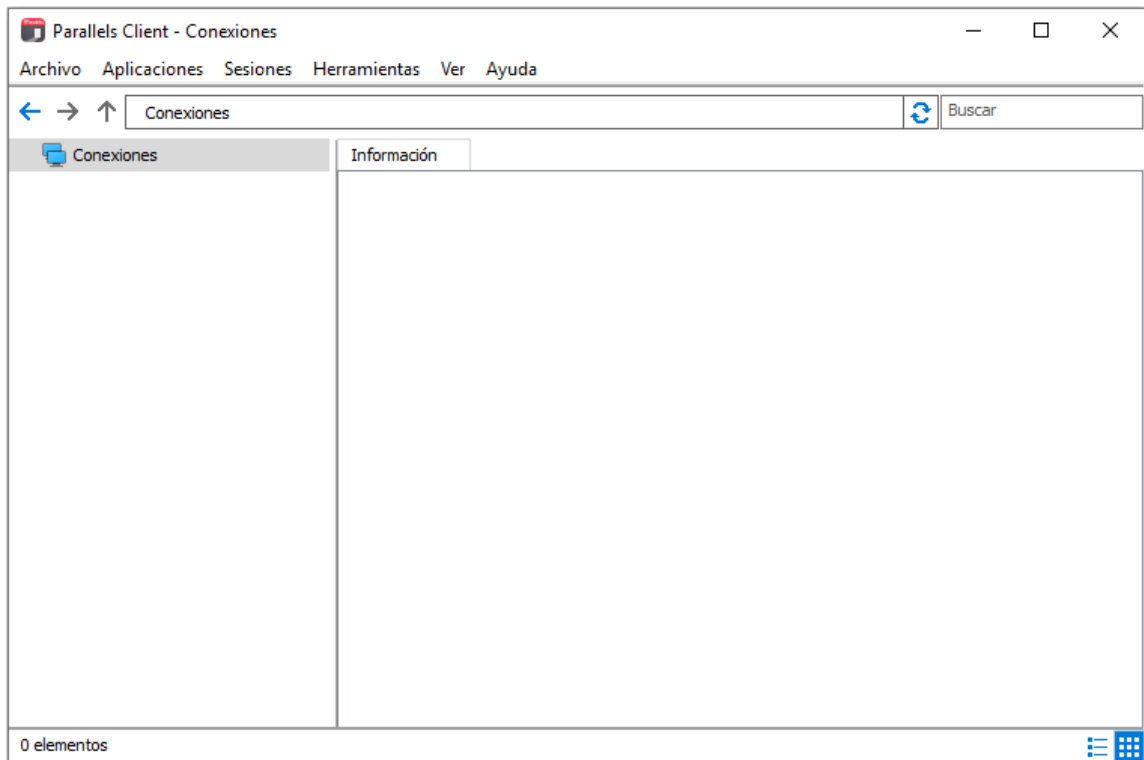 Parallels Client - Conexiones
Archivo Aplicaciones Sesiones Herramientas Ver Ayuda
Conexiones Buscar
Conexiones Información
0 elementos